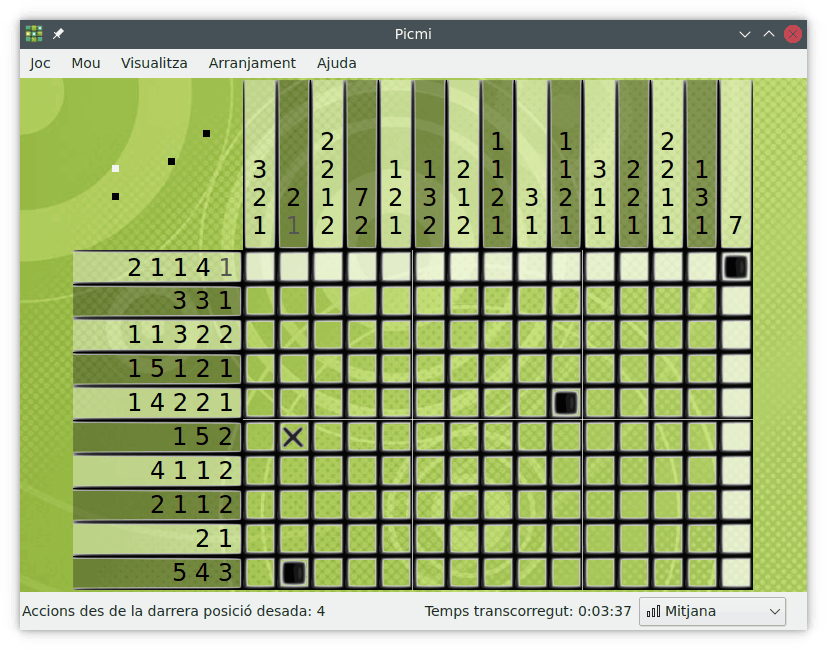 Picmi
Joc Mou Visualitza Arranjament Ajuda
2 1 1 2
3 2 1 1 2 1 1 3 2 2 1
2 2 1 7 2 3 1 2 3 2 1 2 1 3
1 1 2 2 1 2 2 1 1 1 1 1 1 1 7
2 1 1 4 1
3 3 1
1 1 3 2 2
1 5 1 2 1
1 4 2 2 1
1 5 2
4 1 1 2
2 1 1 2
2 1
5 4 3
Accions des de la darrera posició desada: 4 Temps transcorregut: 0:03:37 Mitjana